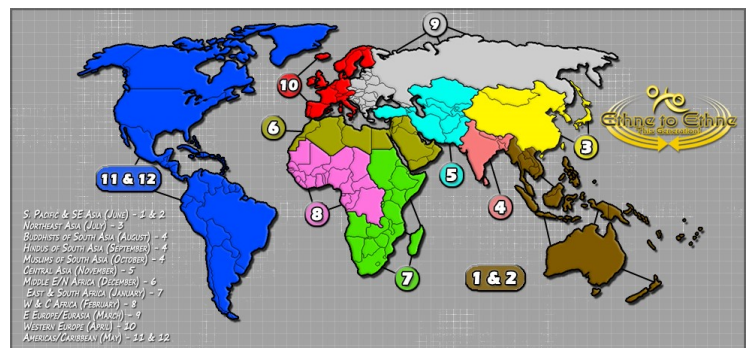 9
10
Ethne to Ethne
6
3
11 & 12
5
4
8
S. Pacific & SE Asia (June) - 1 & 2
Northeast Asia (July) - 3
Buddhists of South Asia (August) - 4
Hindus of South Asia (September) - 4
Muslims of South Asia (October) - 4
Central Asia (November) - 5
Middle E/N Africa (December) - 6
East & South Africa (January) - 7
W & C Africa (February) - 8
E Europe/Eurasia (March) - 9
Western Europe (April) - 10
Americas/Caribbean (May) - 11 & 12
7
1 & 2